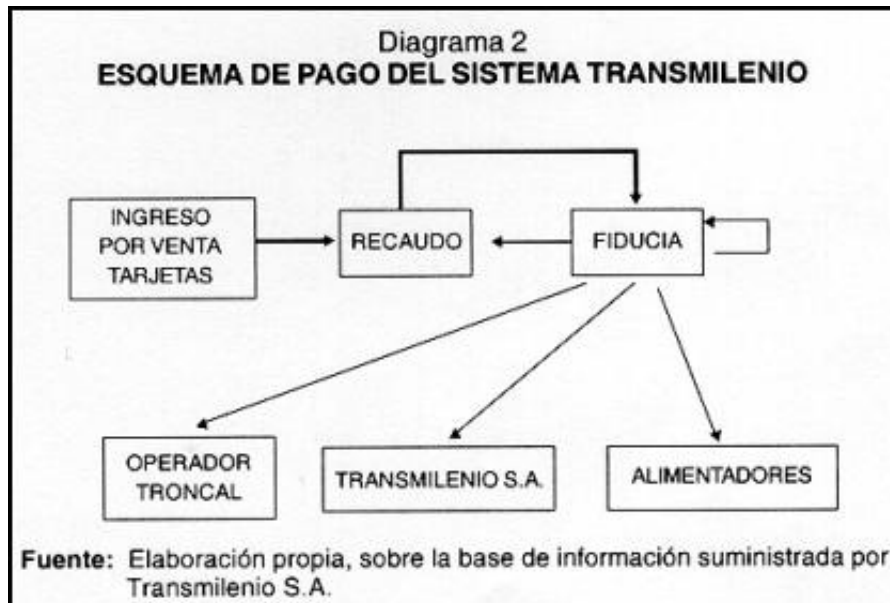 Diagrama 2
ESQUEMA DE PAGO DEL SISTEMA TRANSMILENIO
INGRESO
POR VENTA
TARJETAS
RECAUDO
FIDUCIA
OPERADOR
TRONCAL
TRANSMILENIO S.A.
ALIMENTADORES
Fuente: Elaboración propia, sobre la base de información suministrada por
Transmilenio S.A.